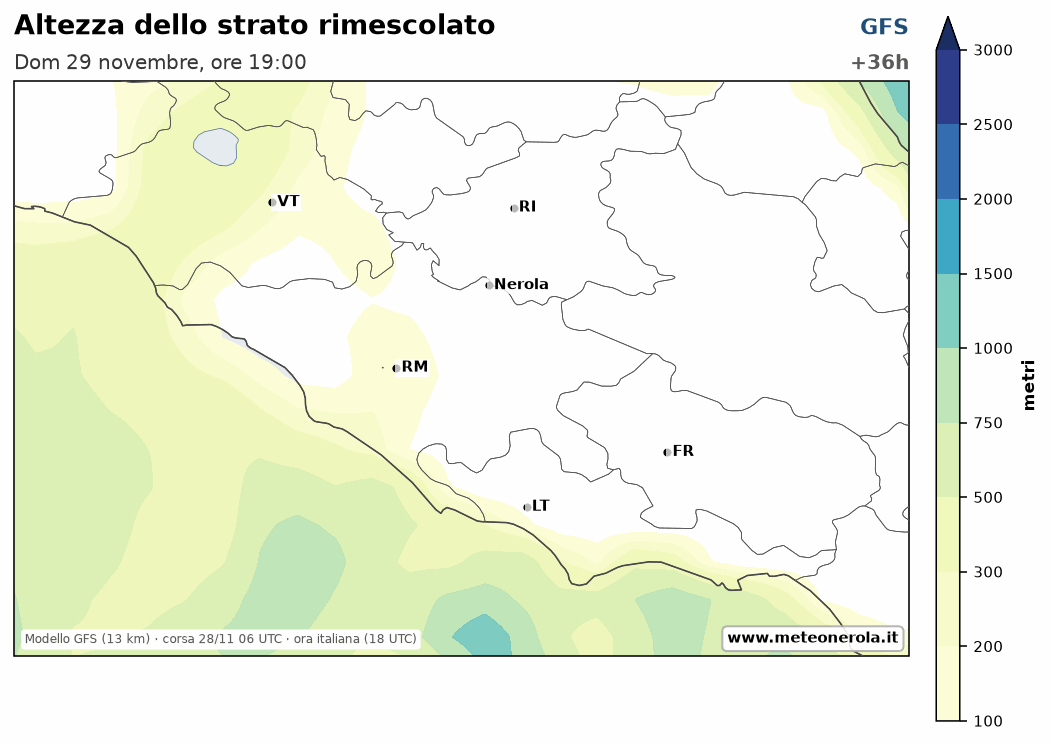 Altezza dello strato rimescolato
GFS
Dom 29 novembre, ore 19:00
+36h
3000
2500
2000
1500
1000
750
500
300
200
100
metri
VT
RI
Nerola
RM
FR
LT
Modello GFS (13 km) · corsa 28/11 06 UTC · ora italiana (18 UTC)
www.meteonerola.it